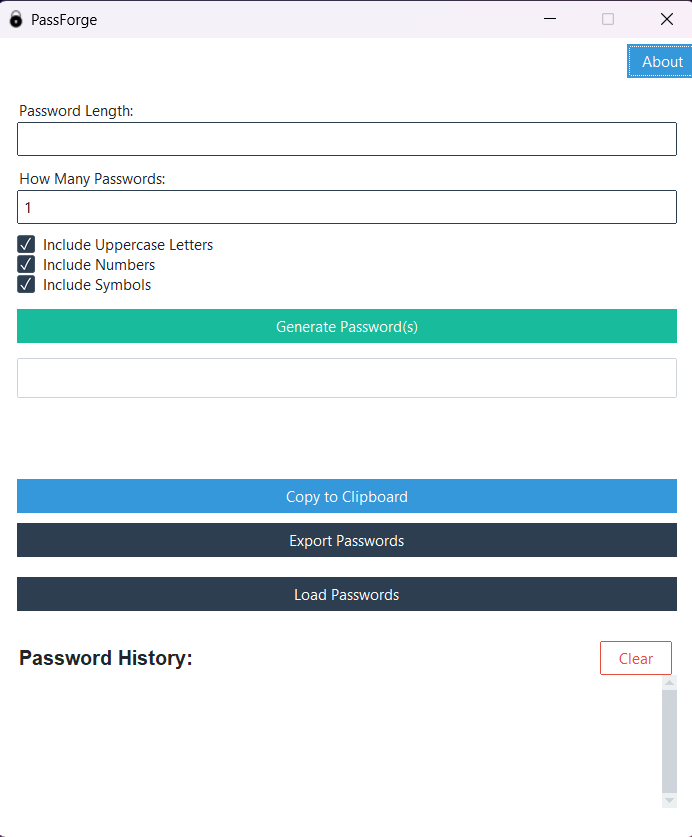 PassForge
About
Password Length:
How Many Passwords:
1
Include Uppercase Letters
Include Numbers
Include Symbols
Generate Password(s)
Copy to Clipboard
Export Passwords
Load Passwords
Password History:
Clear